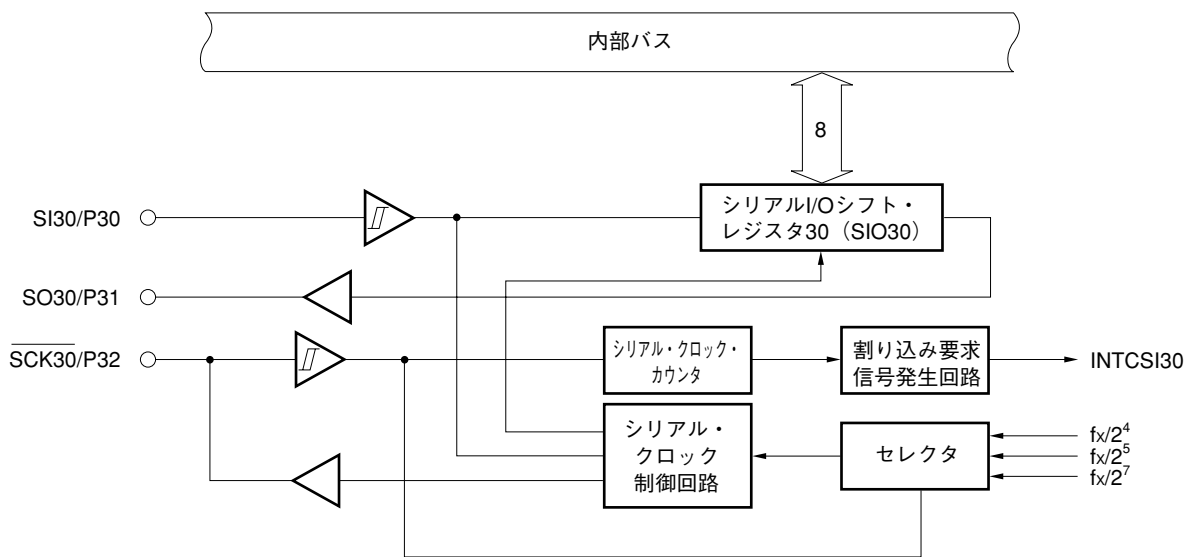 内部バス
8
SI30/P30
シリアルI/Oシフト・
レジスタ30（SIO30）
SO30/P31
SCK30/P32
シリアル・クロック・
カウンタ
割り込み要求
信号発生回路
INTCSI30
シリアル・
クロック
制御回路
セレクタ
fx/2⁴
fx/2⁵
fx/2⁷